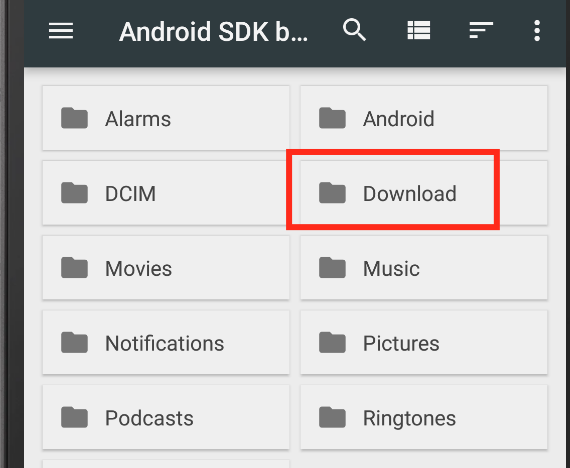 Android SDK b...
Alarms
Android
DCIM
Download
Movies
Music
Notifications
Pictures
Podcasts
Ringtones